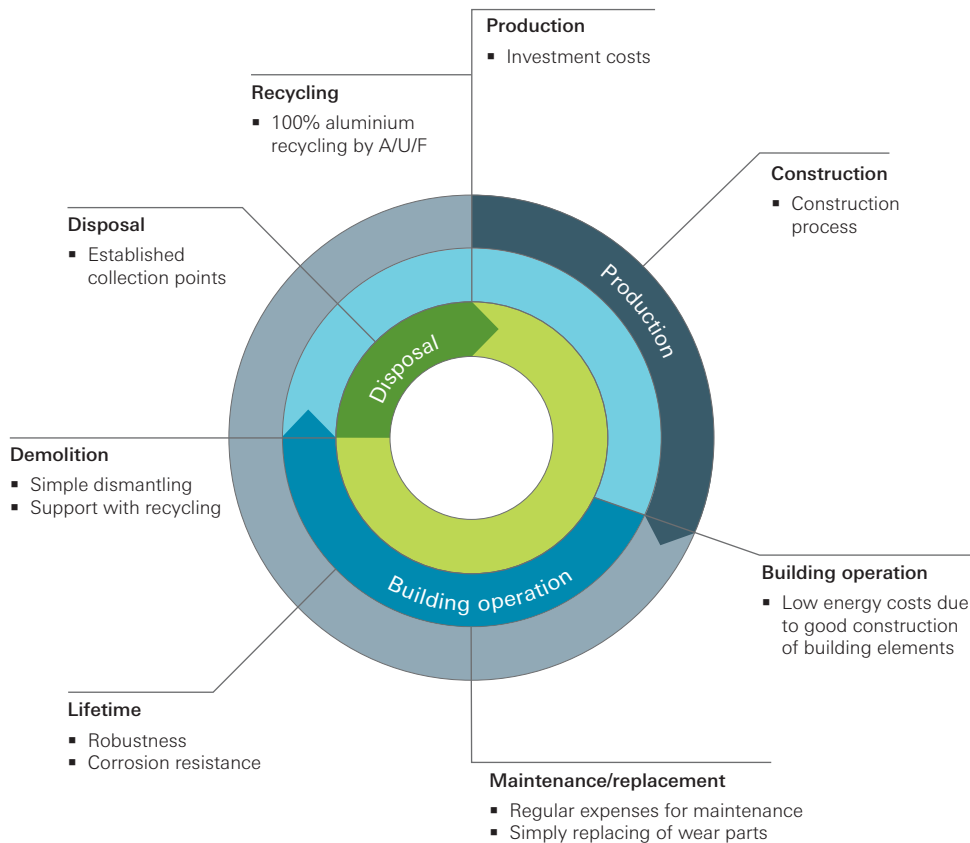 Production
▪ Investment costs
Recycling
▪ 100% aluminium
recycling by A/U/F
Construction
▪ Construction
process
Disposal
▪ Established
collection points
Production
Disposal
Demolition
▪ Simple dismantling
▪ Support with recycling
Building operation
Building operation
▪ Low energy costs due
to good construction
of building elements
Lifetime
▪ Robustness
▪ Corrosion resistance
Maintenance/replacement
▪ Regular expenses for maintenance
▪ Simply replacing of wear parts